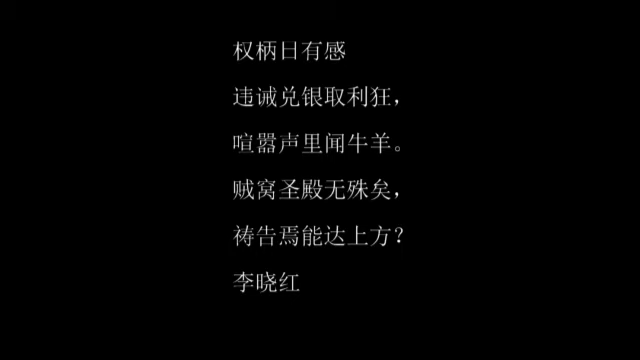 权柄日有感
违诫兑银取利狂，
喧嚣声里闻牛羊。
贼窝圣殿无殊矣，
祷告焉能达上方？
李晓红